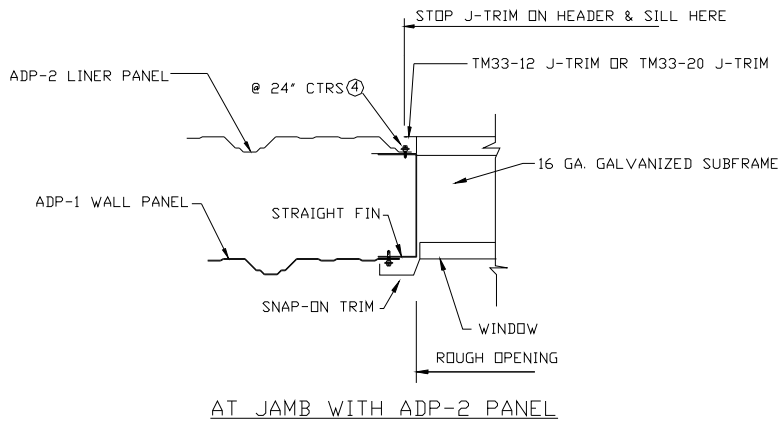 STOP J-TRIM ON HEADER & SILL HERE
TM33-12 J-TRIM OR TM33-20 J-TRIM
ADP-2 LINER PANEL
@ 24" CTRS 4
16 GA. GALVANIZED SUBFRAME
ADP-1 WALL PANEL
STRAIGHT FIN
SNAP-ON TRIM
WINDOW
ROUGH OPENING
AT JAMB WITH ADP-2 PANEL